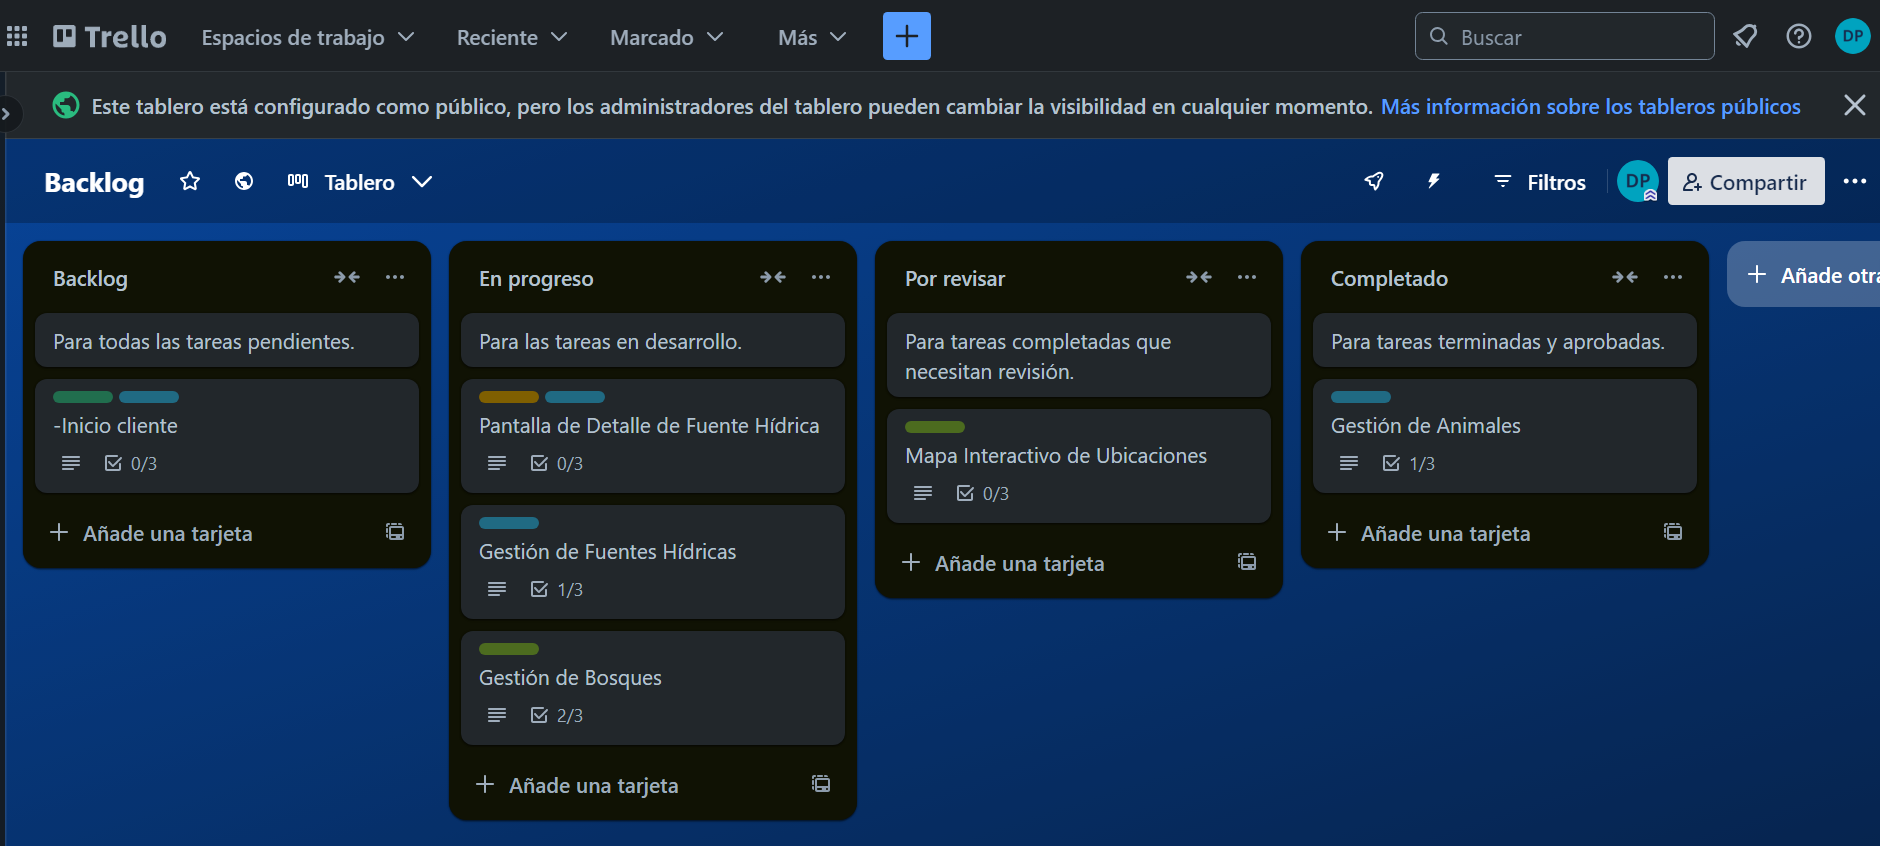 Trello
Espacios de trabajo
Reciente
Marcado
Más
Buscar
DP
Este tablero está configurado como público, pero los administradores del tablero pueden cambiar la visibilidad en cualquier momento. Más información sobre los tableros públicos
Backlog
Tablero
Filtros
DP
Compartir
Backlog
Para todas las tareas pendientes.
-Inicio cliente
0/3
Añade una tarjeta
En progreso
Para las tareas en desarrollo.
Pantalla de Detalle de Fuente Hídrica
0/3
Gestión de Fuentes Hídricas
1/3
Gestión de Bosques
2/3
Añade una tarjeta
Por revisar
Para tareas completadas que
necesitan revisión.
Mapa Interactivo de Ubicaciones
0/3
Añade una tarjeta
Completado
Para tareas terminadas y aprobadas.
Gestión de Animales
1/3
Añade una tarjeta
Añade otra